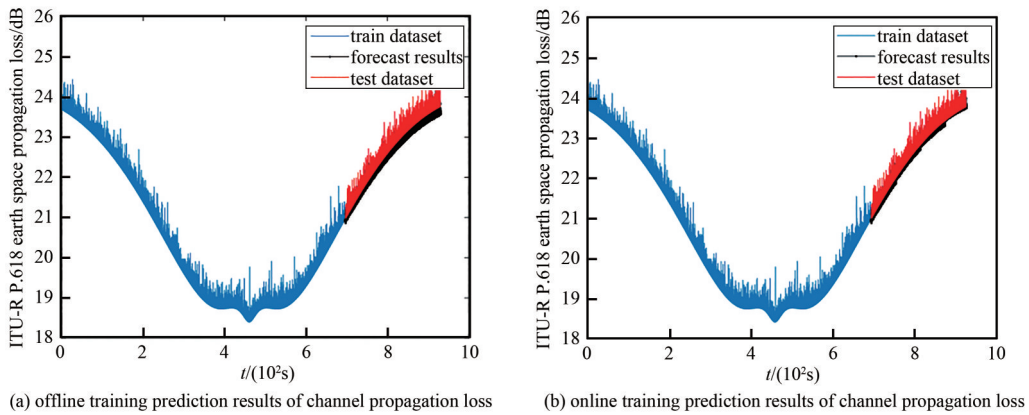 26
25
24
23
22
21
20
19
18
ITU-R P.618 earth space propagation loss/dB
train dataset
forecast results
test dataset
0 2 4 6 8 10
t/(10²s)
(a) offline training prediction results of channel propagation loss
26
25
24
23
22
21
20
19
18
ITU-R P.618 earth space propagation loss/dB
train dataset
forecast results
test dataset
0 2 4 6 8 10
t/(10²s)
(b) online training prediction results of channel propagation loss